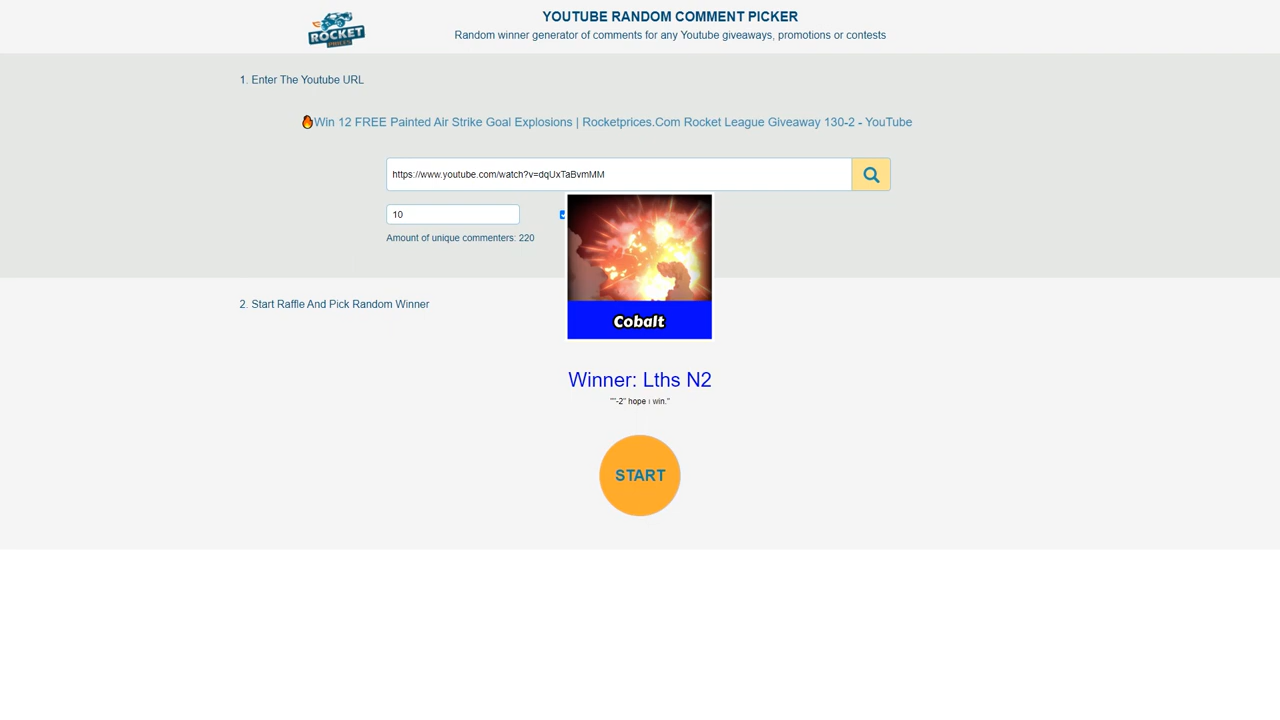 ROCKET
PRICES
YOUTUBE RANDOM COMMENT PICKER
Random winner generator of comments for any Youtube giveaways, promotions or contests
1. Enter The Youtube URL
Win 12 FREE Painted Air Strike Goal Explosions | Rocketprices.Com Rocket League Giveaway 130-2 - YouTube
https://www.youtube.com/watch?v=dqUxTaBvmMM
10
Amount of unique commenters: 220
Cobalt
2. Start Raffle And Pick Random Winner
Winner: Lths N2
""-2" hope ı win."
START